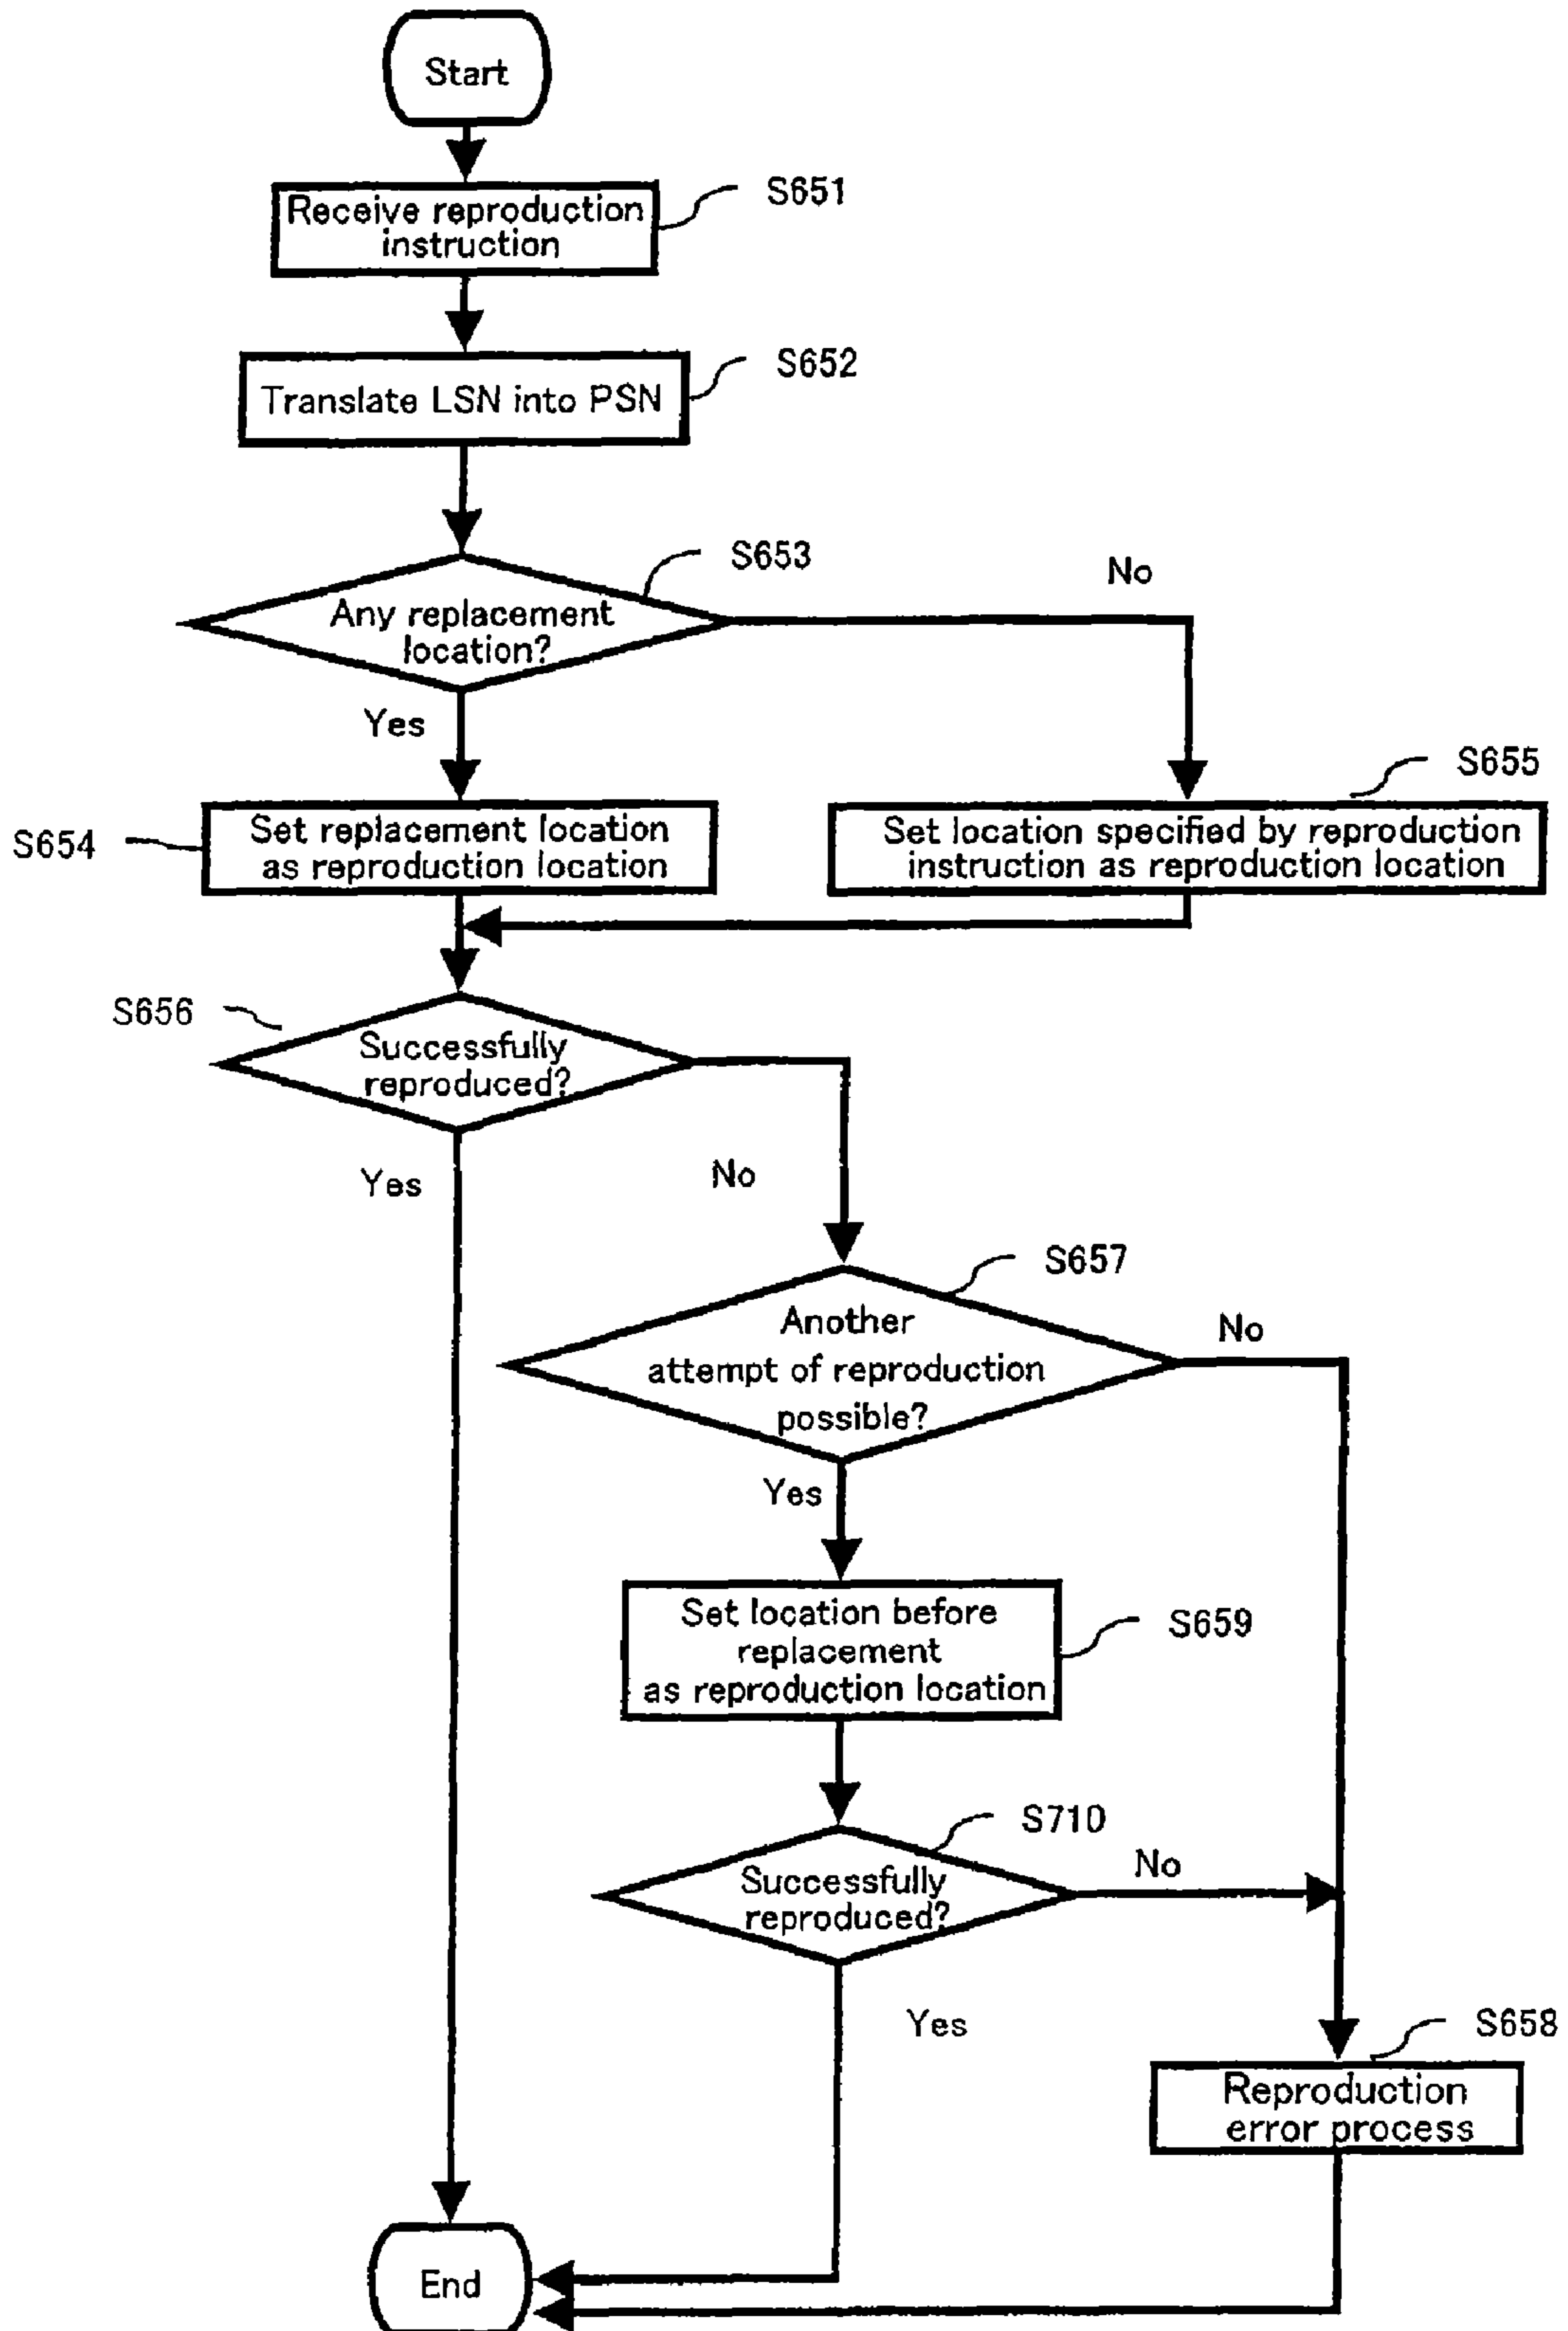 Start
S651
Receive reproduction
instruction
S652
Translate LSN into PSN
S653
No
Any replacement
location?
Yes
S655
S654
Set replacement location
as reproduction location
Set location specified by reproduction
instruction as reproduction location
S656
Successfully
reproduced?
Yes
No
S657
Another
attempt of reproduction
possible?
No
Yes
Set location before
replacement
as reproduction location
S659
S710
Successfully
reproduced?
No
Yes
S658
Reproduction
error process
End